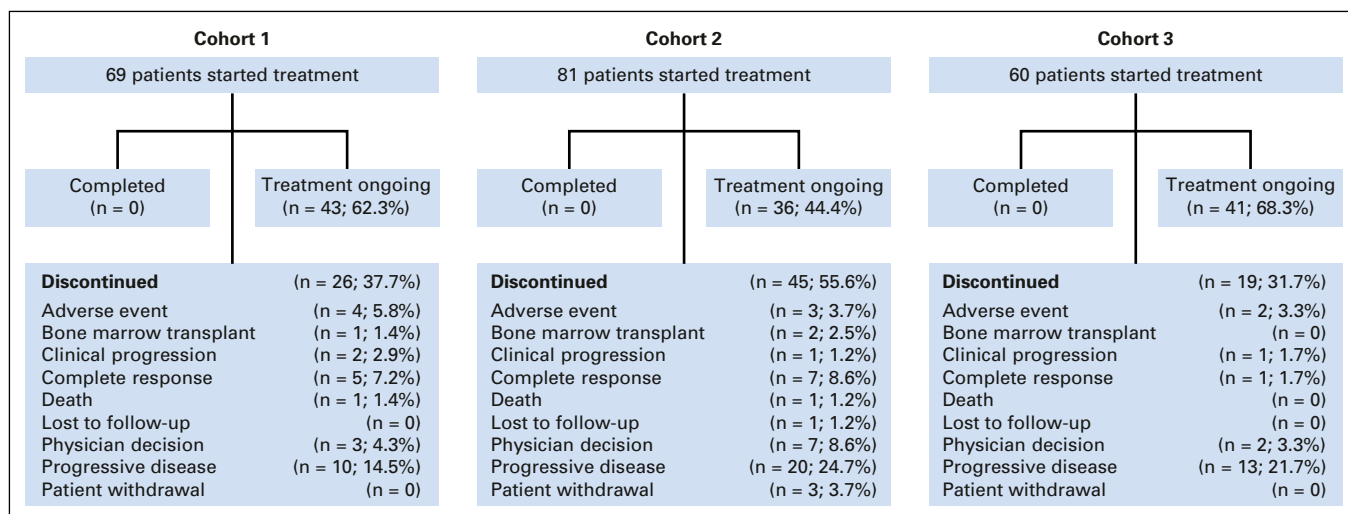 Cohort 1
69 patients started treatment
Completed
(n = 0)
Treatment ongoing
(n = 43; 62.3%)
Discontinued (n = 26; 37.7%)
Adverse event (n = 4; 5.8%)
Bone marrow transplant (n = 1; 1.4%)
Clinical progression (n = 2; 2.9%)
Complete response (n = 5; 7.2%)
Death (n = 1; 1.4%)
Lost to follow-up (n = 0)
Physician decision (n = 3; 4.3%)
Progressive disease (n = 10; 14.5%)
Patient withdrawal (n = 0)
Cohort 2
81 patients started treatment
Completed
(n = 0)
Treatment ongoing
(n = 36; 44.4%)
Discontinued (n = 45; 55.6%)
Adverse event (n = 3; 3.7%)
Bone marrow transplant (n = 2; 2.5%)
Clinical progression (n = 1; 1.2%)
Complete response (n = 7; 8.6%)
Death (n = 1; 1.2%)
Lost to follow-up (n = 1; 1.2%)
Physician decision (n = 7; 8.6%)
Progressive disease (n = 20; 24.7%)
Patient withdrawal (n = 3; 3.7%)
Cohort 3
60 patients started treatment
Completed
(n = 0)
Treatment ongoing
(n = 41; 68.3%)
Discontinued (n = 19; 31.7%)
Adverse event (n = 2; 3.3%)
Bone marrow transplant (n = 0)
Clinical progression (n = 1; 1.7%)
Complete response (n = 1; 1.7%)
Death (n = 0)
Lost to follow-up (n = 0)
Physician decision (n = 2; 3.3%)
Progressive disease (n = 13; 21.7%)
Patient withdrawal (n = 0)